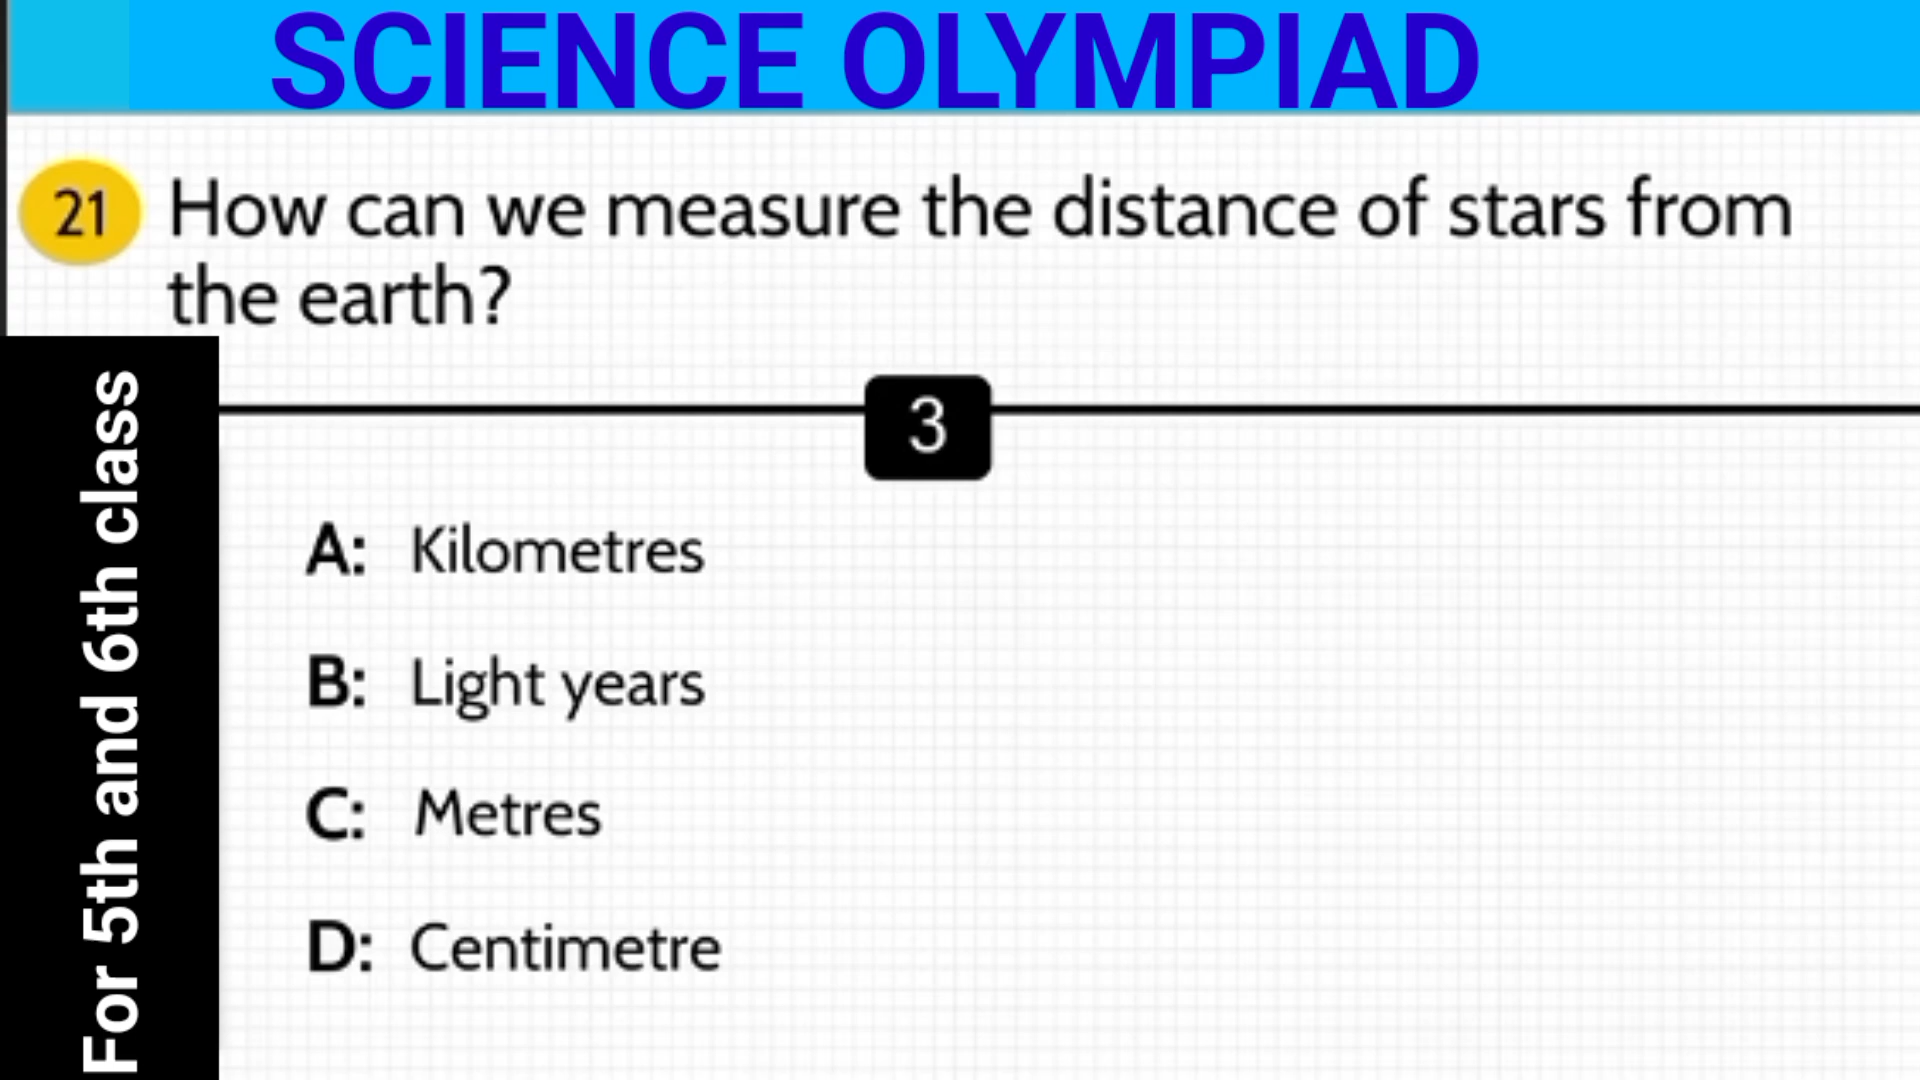 SCIENCE OLYMPIAD
21 How can we measure the distance of stars from
the earth?
3
For 5th and 6th class
A: Kilometres
B: Light years
C: Metres
D: Centimetre